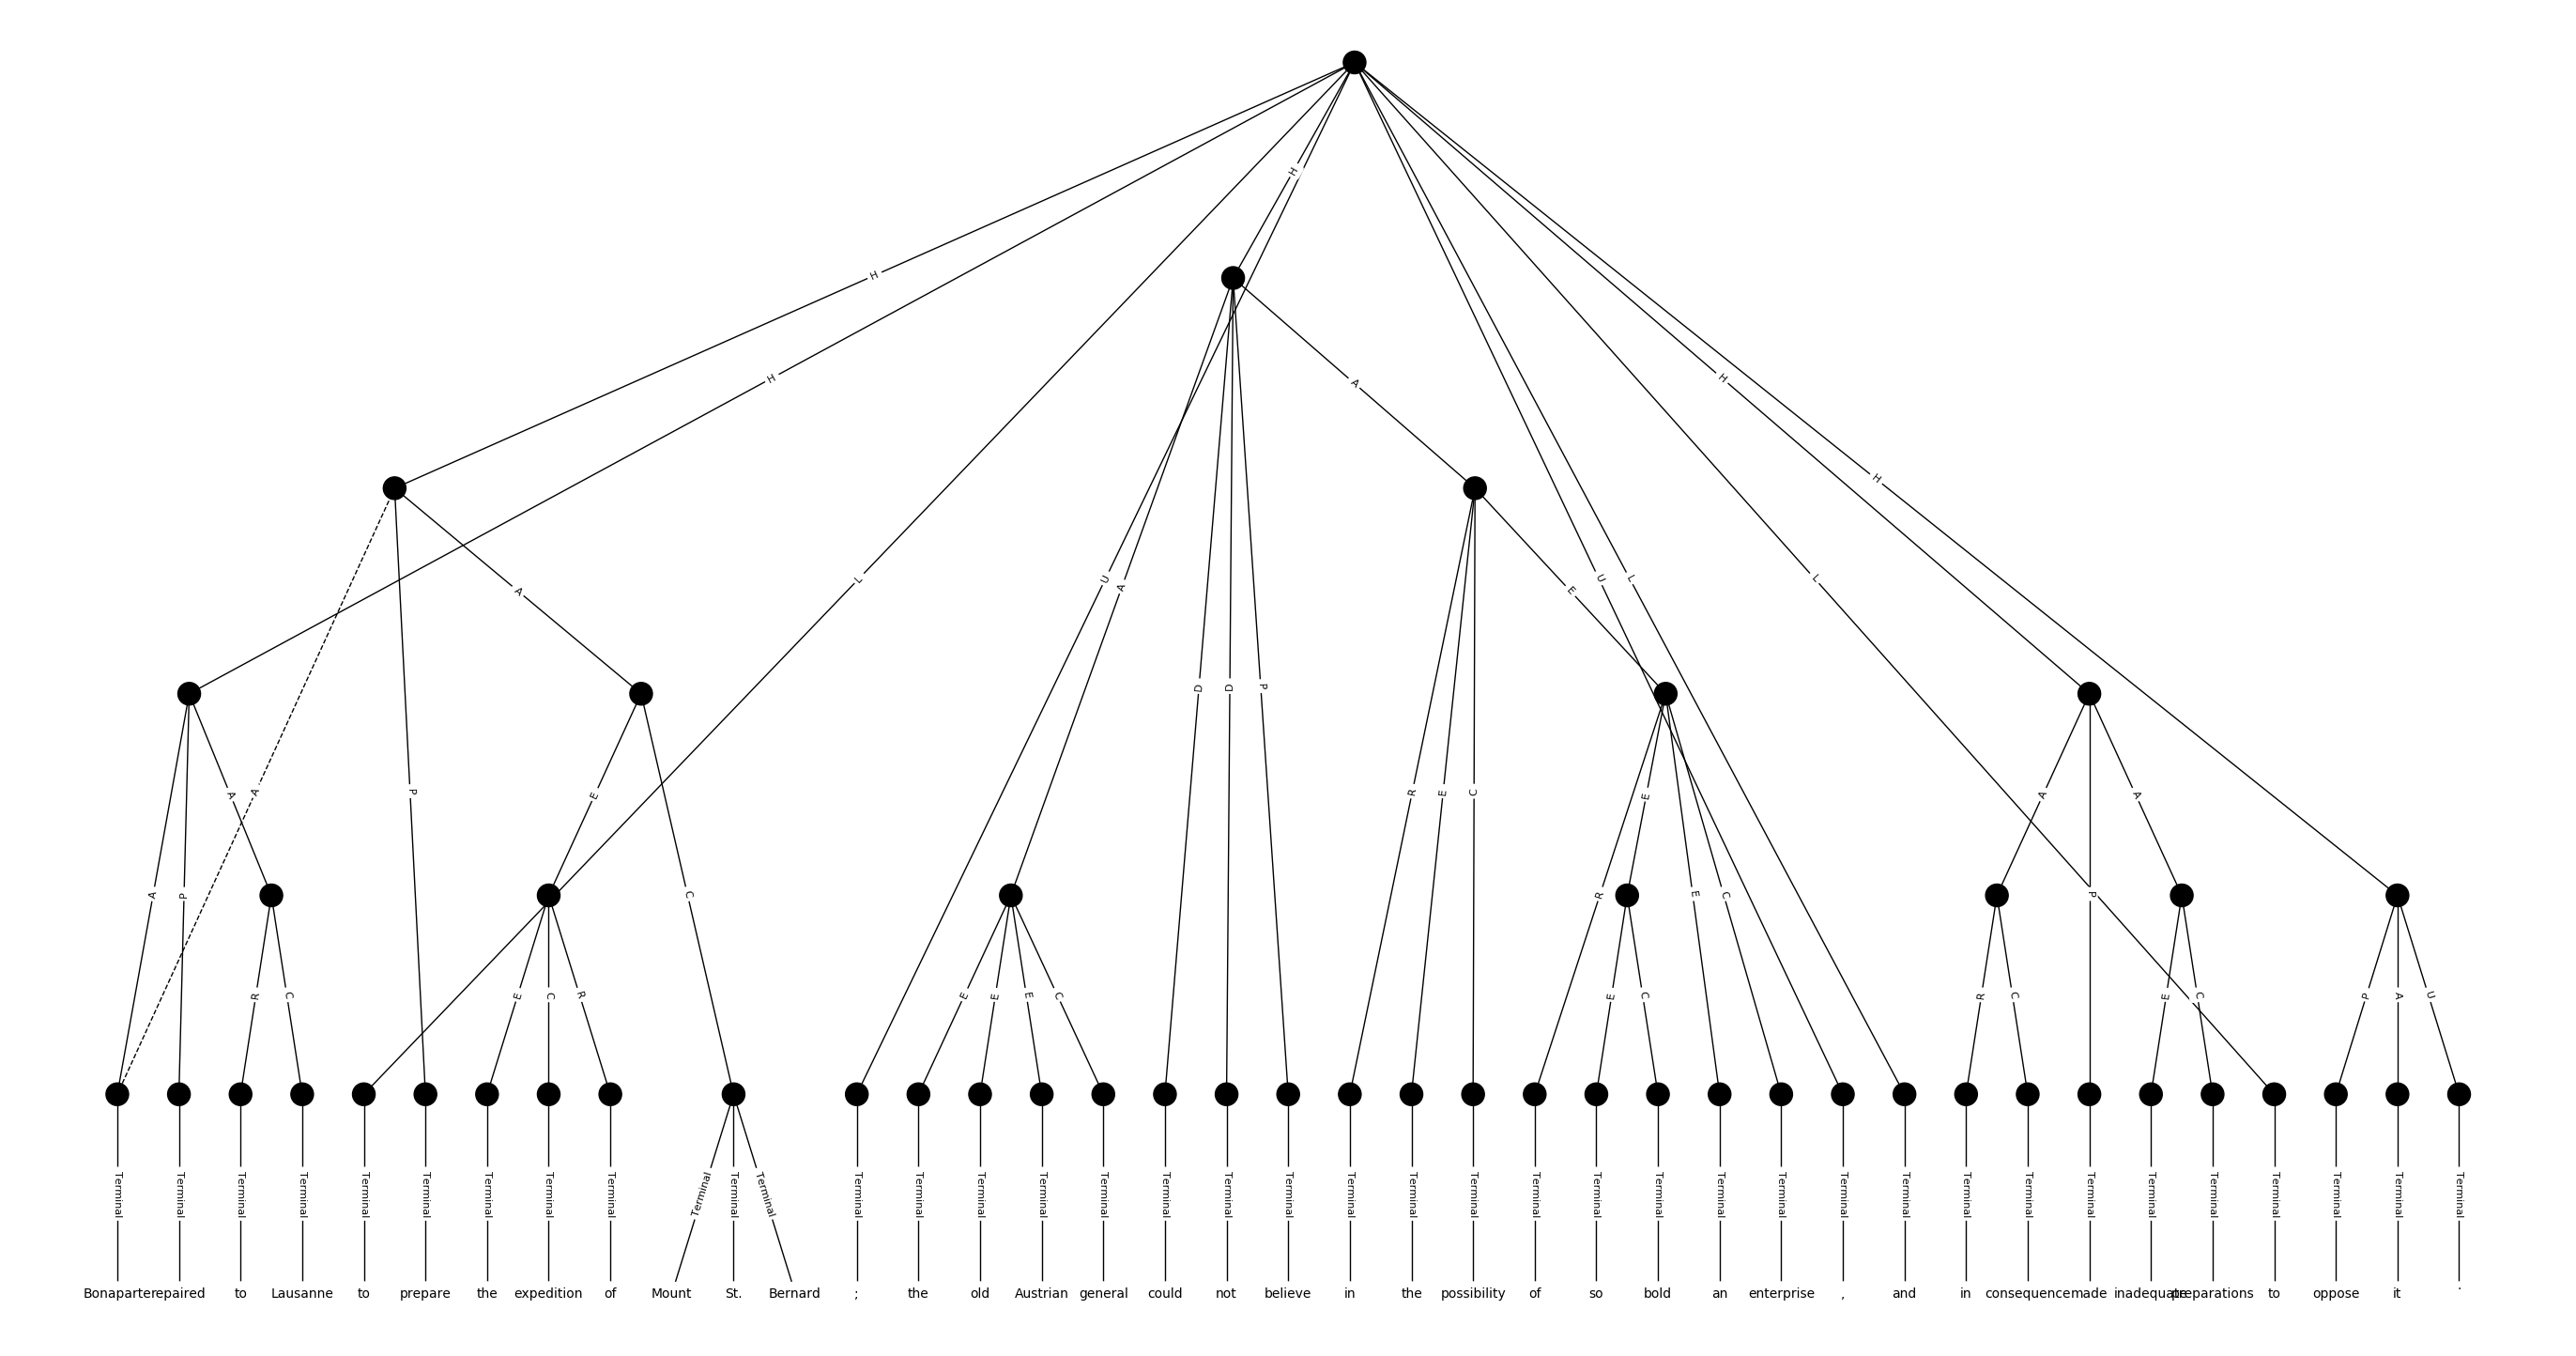 H
H
H
A
H
H
L
U
A
U
L
L
A
E
D
D
P
E
A
A
P
R
E
C
E
A
A
A
P
C
R
E
C
P
R
C
E
C
R
E
E
E
C
E
C
R
C
E
C
P
A
U
Terminal Terminal Terminal Terminal Terminal Terminal Terminal Terminal Terminal Terminal Terminal Terminal Terminal Terminal Terminal Terminal Terminal Terminal Terminal Terminal Terminal Terminal Terminal Terminal Terminal Terminal Terminal Terminal Terminal Terminal Terminal Terminal Terminal Terminal Terminal Terminal Terminal Terminal Terminal
Bonaparte repaired to Lausanne to prepare the expedition of Mount St. Bernard ; the old Austrian general could not believe in the possibility of so bold an enterprise , and in consequence made inadequate preparations to oppose it .